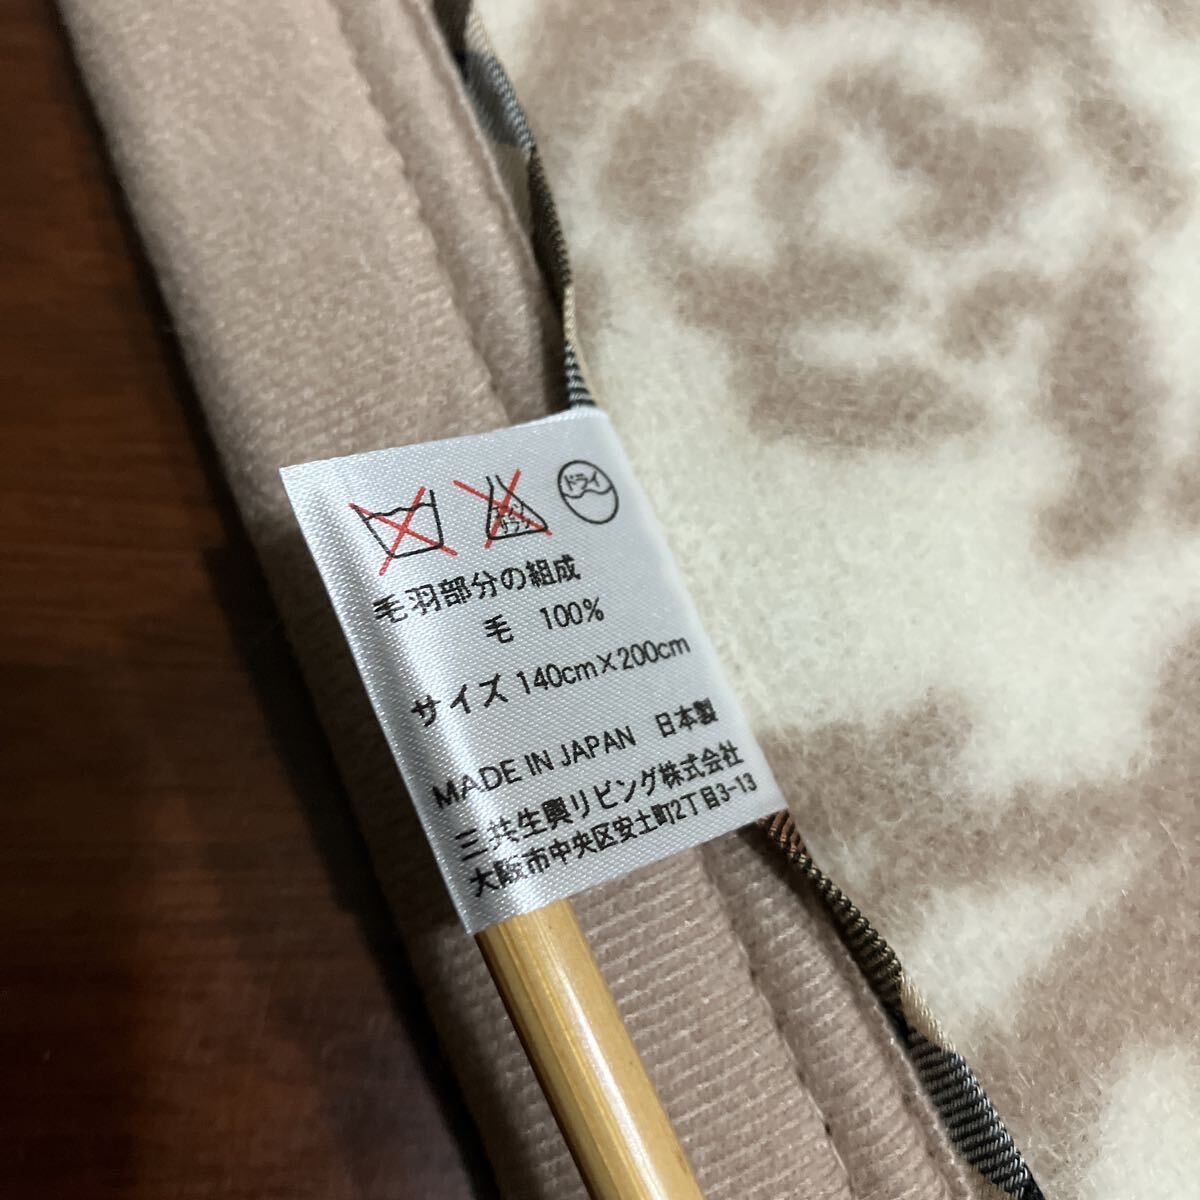 ドライ
毛羽部分の組成
毛 100%
サイズ 140cm×200cm
MADE IN JAPAN 日本製
三共生興リビング株式会社
大阪市中央区安土町2丁目3-13